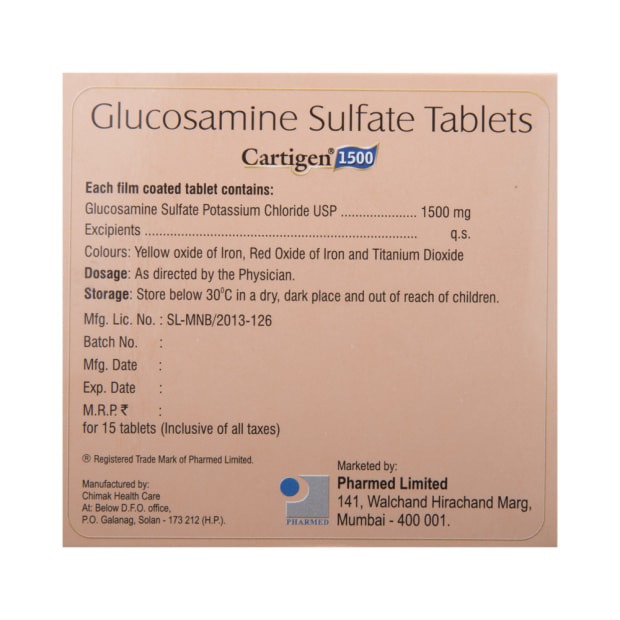 Glucosamine Sulfate Tablets
Cartigen® 1500
Each film coated tablet contains:
Glucosamine Sulfate Potassium Chloride USP ..................... 1500 mg
Excipients ........................................................................... q.s.
Colours: Yellow oxide of Iron, Red Oxide of Iron and Titanium Dioxide
Dosage: As directed by the Physician.
Storage: Store below 30°C in a dry, dark place and out of reach of children.
Mfg. Lic. No. : SL-MNB/2013-126
Batch No. :
Mfg. Date :
Exp. Date :
M.R.P. ₹ :
for 15 tablets (Inclusive of all taxes)
® Registered Trade Mark of Pharmed Limited.
Manufactured by:
Chimak Health Care
At: Below D.F.O. office,
P.O. Galanag, Solan - 173 212 (H.P.).
PHARMED
Marketed by:
Pharmed Limited
141, Walchand Hirachand Marg,
Mumbai - 400 001.